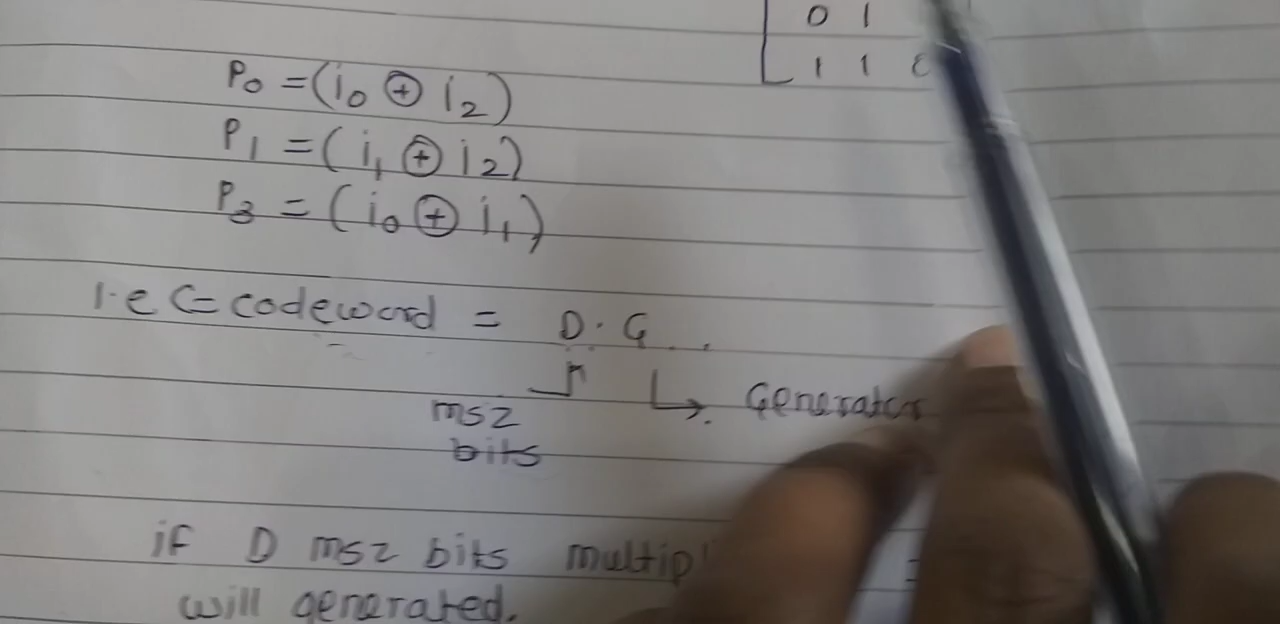 0 1
1 1
P0 = (i0 ⊕ i2)
P1 = (i1 ⊕ i2)
P3 = (i0 ⊕ i1)
i.e C = codeword = D . G . .
Generator
msz
bits
if D msz bits
will generated.